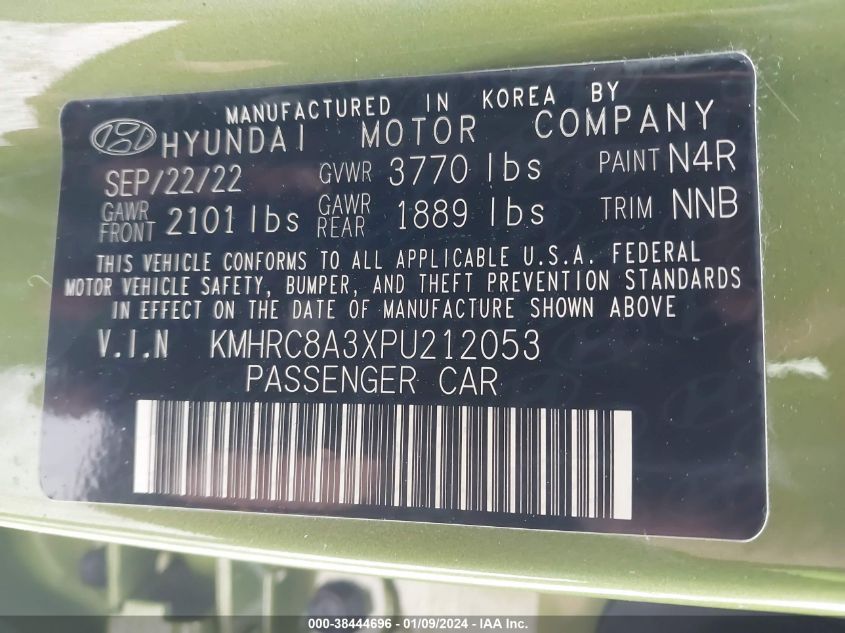 MANUFACTURED IN KOREA BY
HYUNDAI MOTOR COMPANY
SEP/22/22 GVWR 3770 lbs PAINT N4R
GAWR FRONT 2101 lbs GAWR REAR 1889 lbs TRIM NNB
THIS VEHICLE CONFORMS TO ALL APPLICABLE U.S.A. FEDERAL
MOTOR VEHICLE SAFETY, BUMPER, AND THEFT PREVENTION STANDARDS
IN EFFECT ON THE DATE OF MANUFACTURE SHOWN ABOVE
V.I.N KMHRC8A3XPU212053
PASSENGER CAR
000-38444696 - 01/09/2024 - IAA Inc.